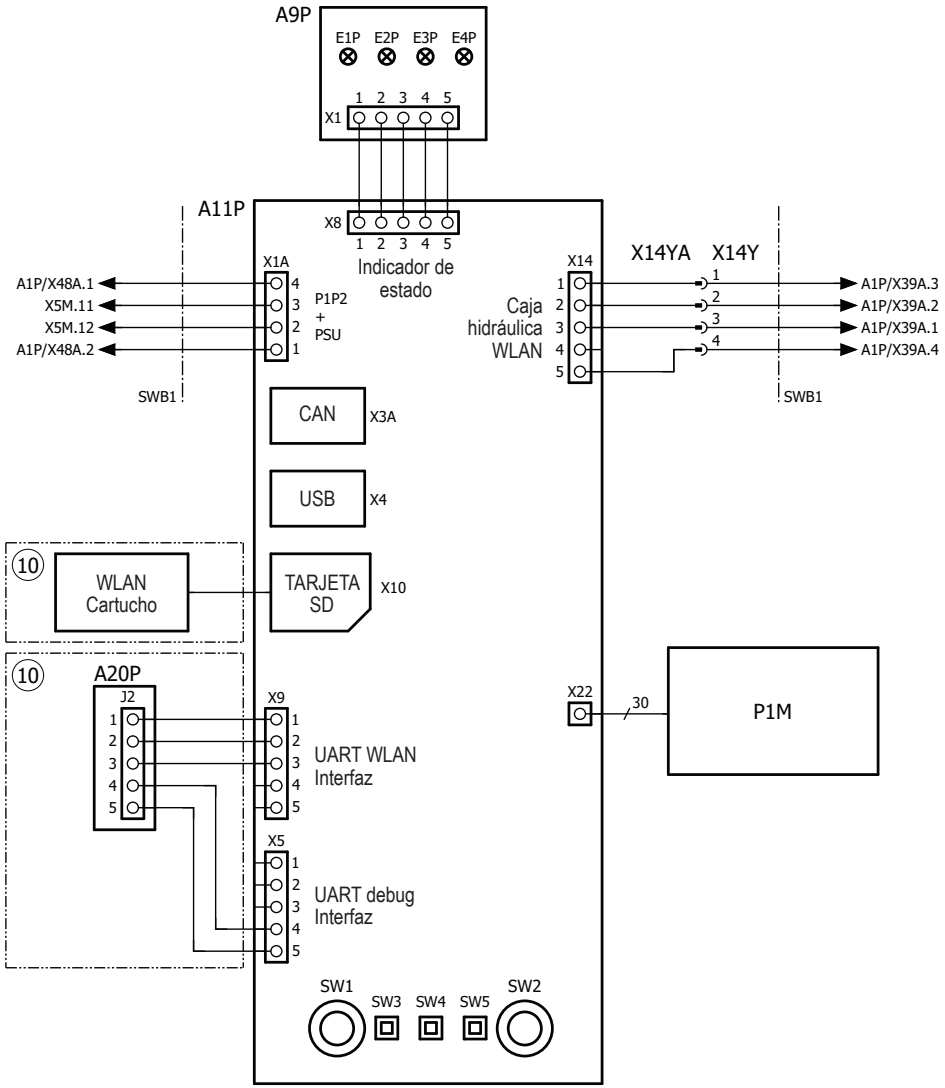 A9P
E1P E2P E3P E4P
1 2 3 4 5
X1
A11P
X8
1 2 3 4 5
Indicador de
estado
X1A
A1P/X48A.1
4
X5M.11
3
X5M.12
2
A1P/X48A.2
1
P1P2
+
PSU
SWB1
X14
X14YA X14Y
1
1
A1P/X39A.3
2
2
A1P/X39A.2
3
3
A1P/X39A.1
4
4
A1P/X39A.4
5
Caja
hidráulica
WLAN
SWB1
CAN
X3A
USB
X4
10
WLAN
Cartucho
TARJETA
SD
X10
10
A20P
J2
1
2
3
4
5
X9
1
2
3
4
5
UART WLAN
Interfaz
X22
30
P1M
X5
1
2
3
4
5
UART debug
Interfaz
SW1
SW3 SW4 SW5
SW2